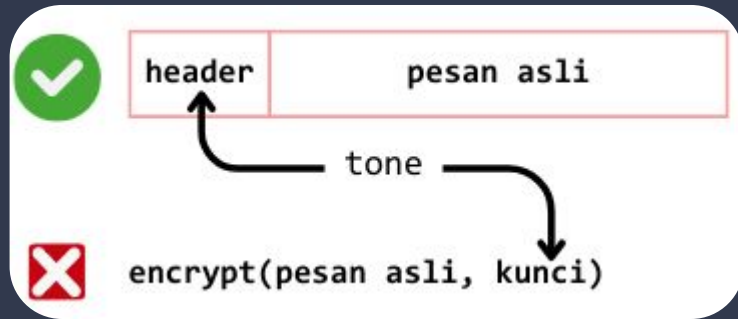 header pesan asli
tone
encrypt(pesan asli, kunci)